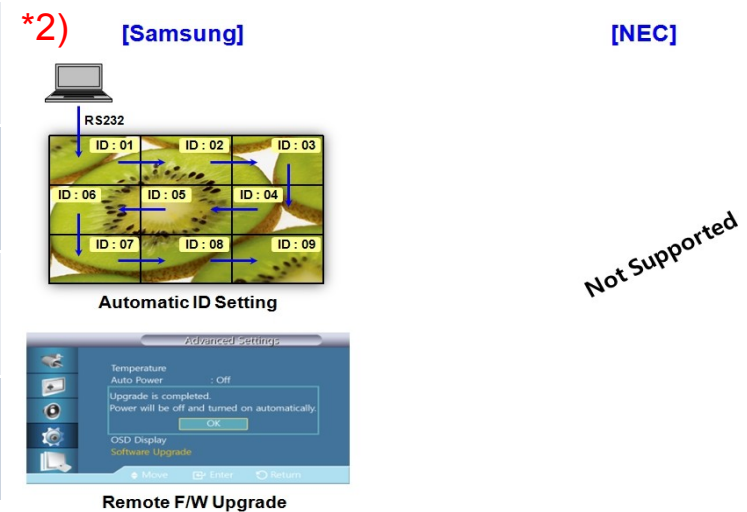 *2)
[Samsung]
[NEC]
RS232
ID : 01
ID : 02
ID : 03
ID : 06
ID : 05
ID : 04
ID : 07
ID : 08
ID : 09
Automatic ID Setting
Not Supported
Advanced Settings
Temperature
Auto Power : Off
Upgrade is completed.
Power will be off and turned on automatically.
OK
OSD Display
Software Upgrade
Move Enter Return
Remote F/W Upgrade